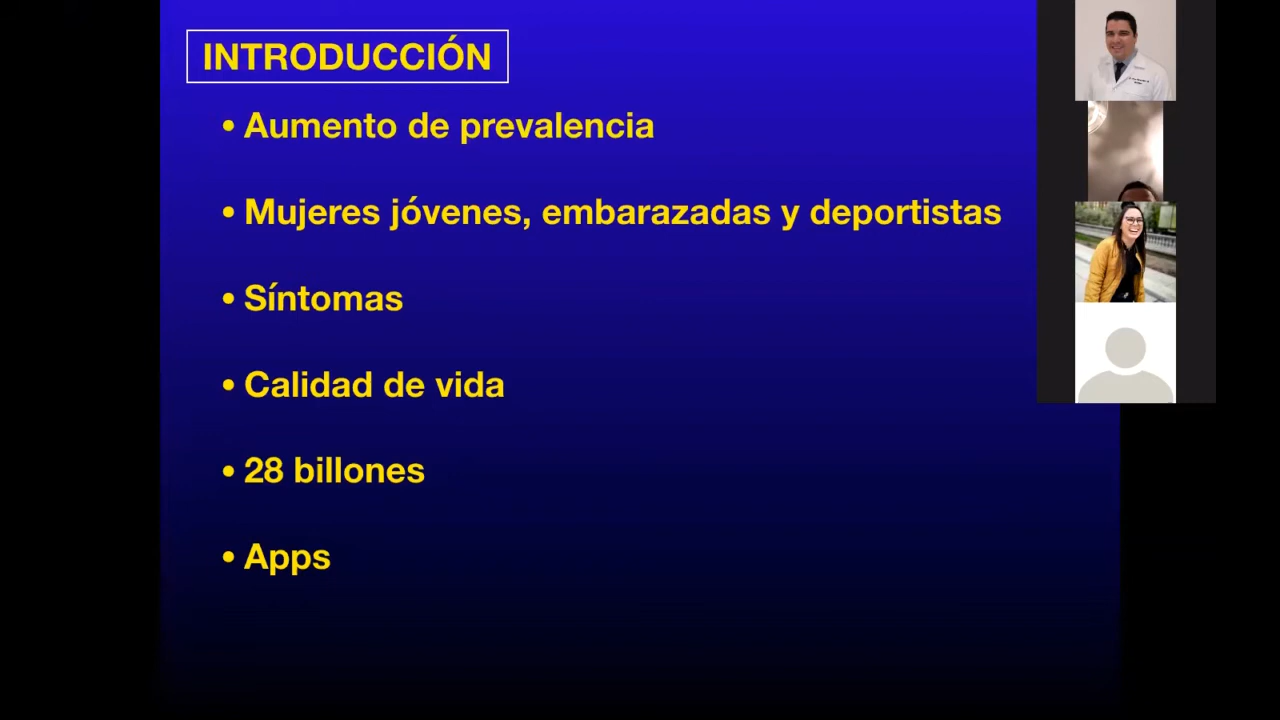 INTRODUCCIÓN
• Aumento de prevalencia
• Mujeres jóvenes, embarazadas y deportistas
• Síntomas
• Calidad de vida
• 28 billones
• Apps